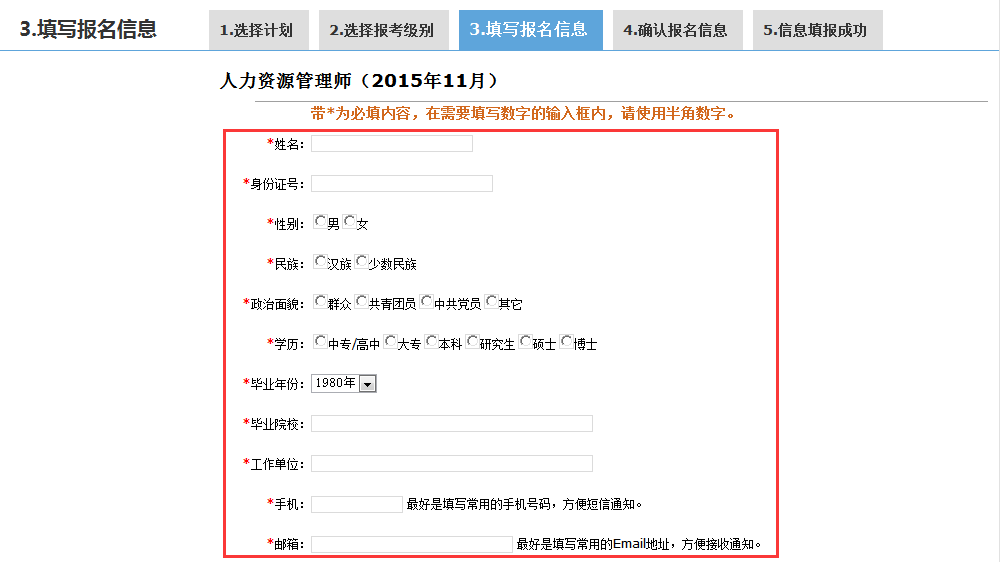 3.填写报名信息 1.选择计划 2.选择报考级别 3.填写报名信息 4.确认报名信息 5.信息填报成功
人力资源管理师（2015年11月）
带*为必填内容，在需要填写数字的输入框内，请使用半角数字。
*姓名：
*身份证号：
*性别： 男 女
*民族： 汉族 少数民族
*政治面貌： 群众 共青团员 中共党员 其它
*学历： 中专/高中 大专 本科 研究生 硕士 博士
*毕业年份： 1980年
*毕业院校：
*工作单位：
*手机： 最好是填写常用的手机号码，方便短信通知。
*邮箱： 最好是填写常用的Email地址，方便接收通知。